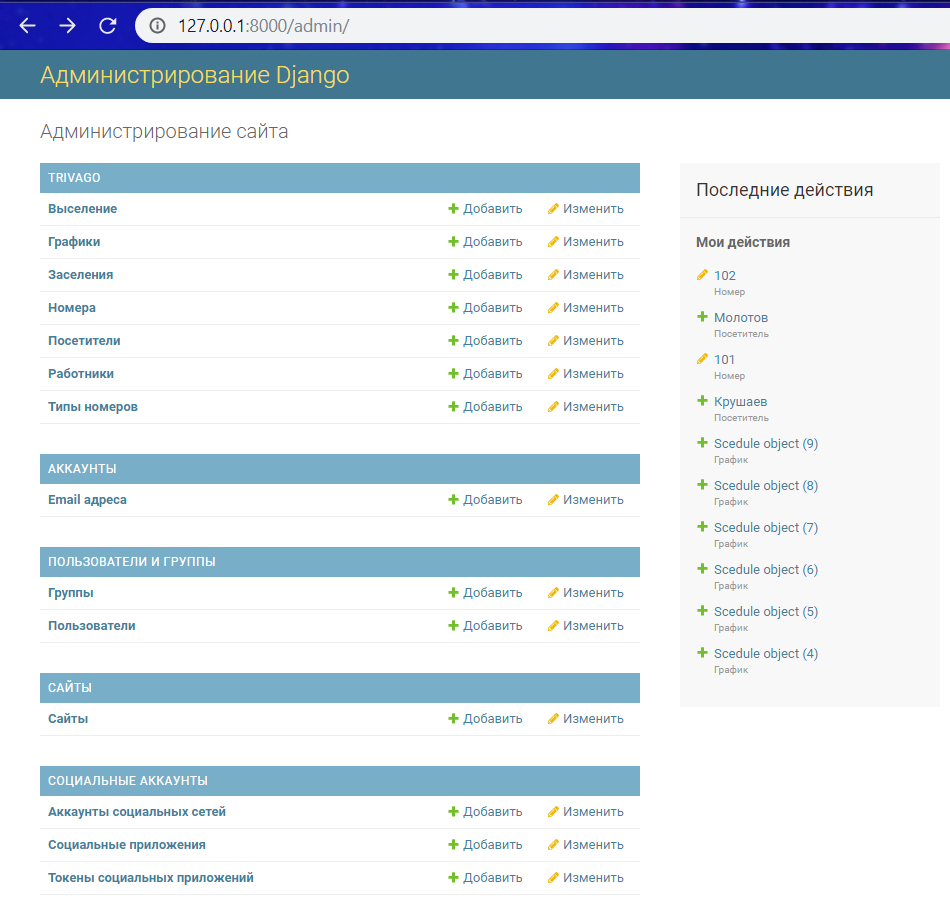 127.0.0.1:8000/admin/
Администрирование Django
Администрирование сайта
TRIVAGO
Выселение Добавить Изменить
Графики Добавить Изменить
Заселения Добавить Изменить
Номера Добавить Изменить
Посетители Добавить Изменить
Работники Добавить Изменить
Типы номеров Добавить Изменить
АККАУНТЫ
Email адреса Добавить Изменить
ПОЛЬЗОВАТЕЛИ И ГРУППЫ
Группы Добавить Изменить
Пользователи Добавить Изменить
САЙТЫ
Сайты Добавить Изменить
СОЦИАЛЬНЫЕ АККАУНТЫ
Аккаунты социальных сетей Добавить Изменить
Социальные приложения Добавить Изменить
Токены социальных приложений Добавить Изменить
Последние действия
Мои действия
102
Номер
Молотов
Посетитель
101
Номер
Крушаев
Посетитель
Scedule object (9)
График
Scedule object (8)
График
Scedule object (7)
График
Scedule object (6)
График
Scedule object (5)
График
Scedule object (4)
График